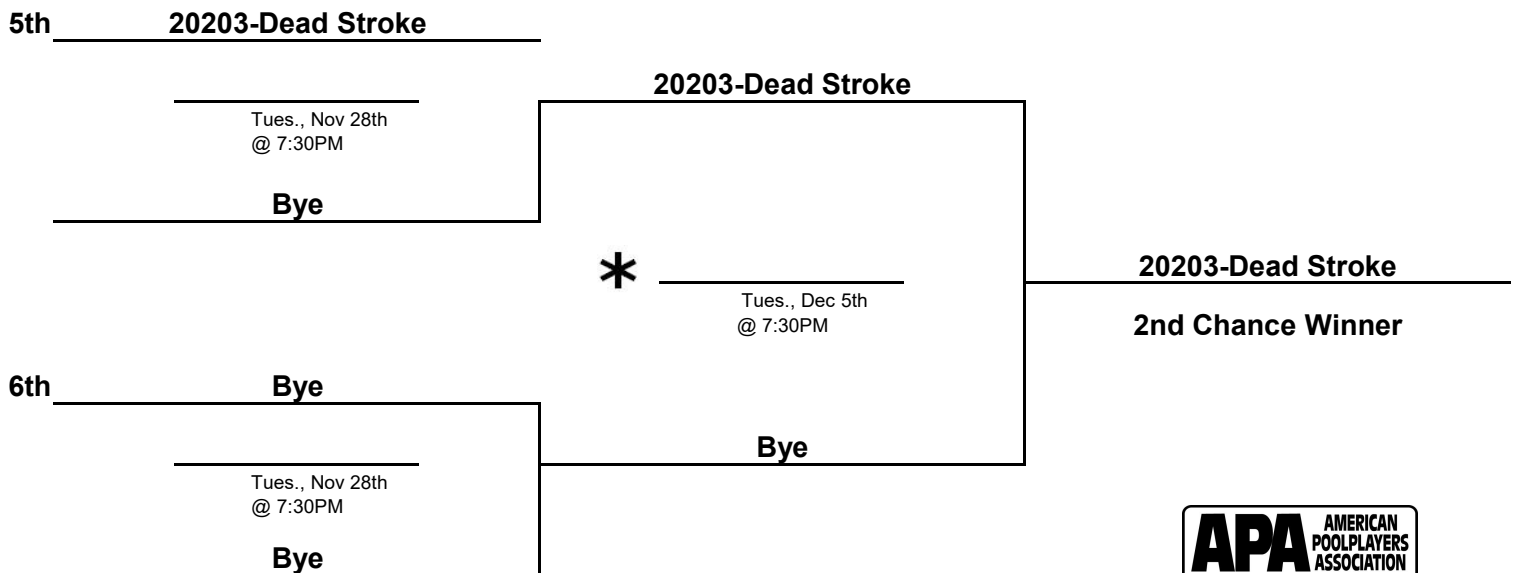 5th 20203-Dead Stroke
20203-Dead Stroke
Tues., Nov 28th
@ 7:30PM
Bye
*
20203-Dead Stroke
Tues., Dec 5th
@ 7:30PM
2nd Chance Winner
6th Bye
Bye
Tues., Nov 28th
@ 7:30PM
Bye
APA AMERICAN
POOLPLAYERS
ASSOCIATION